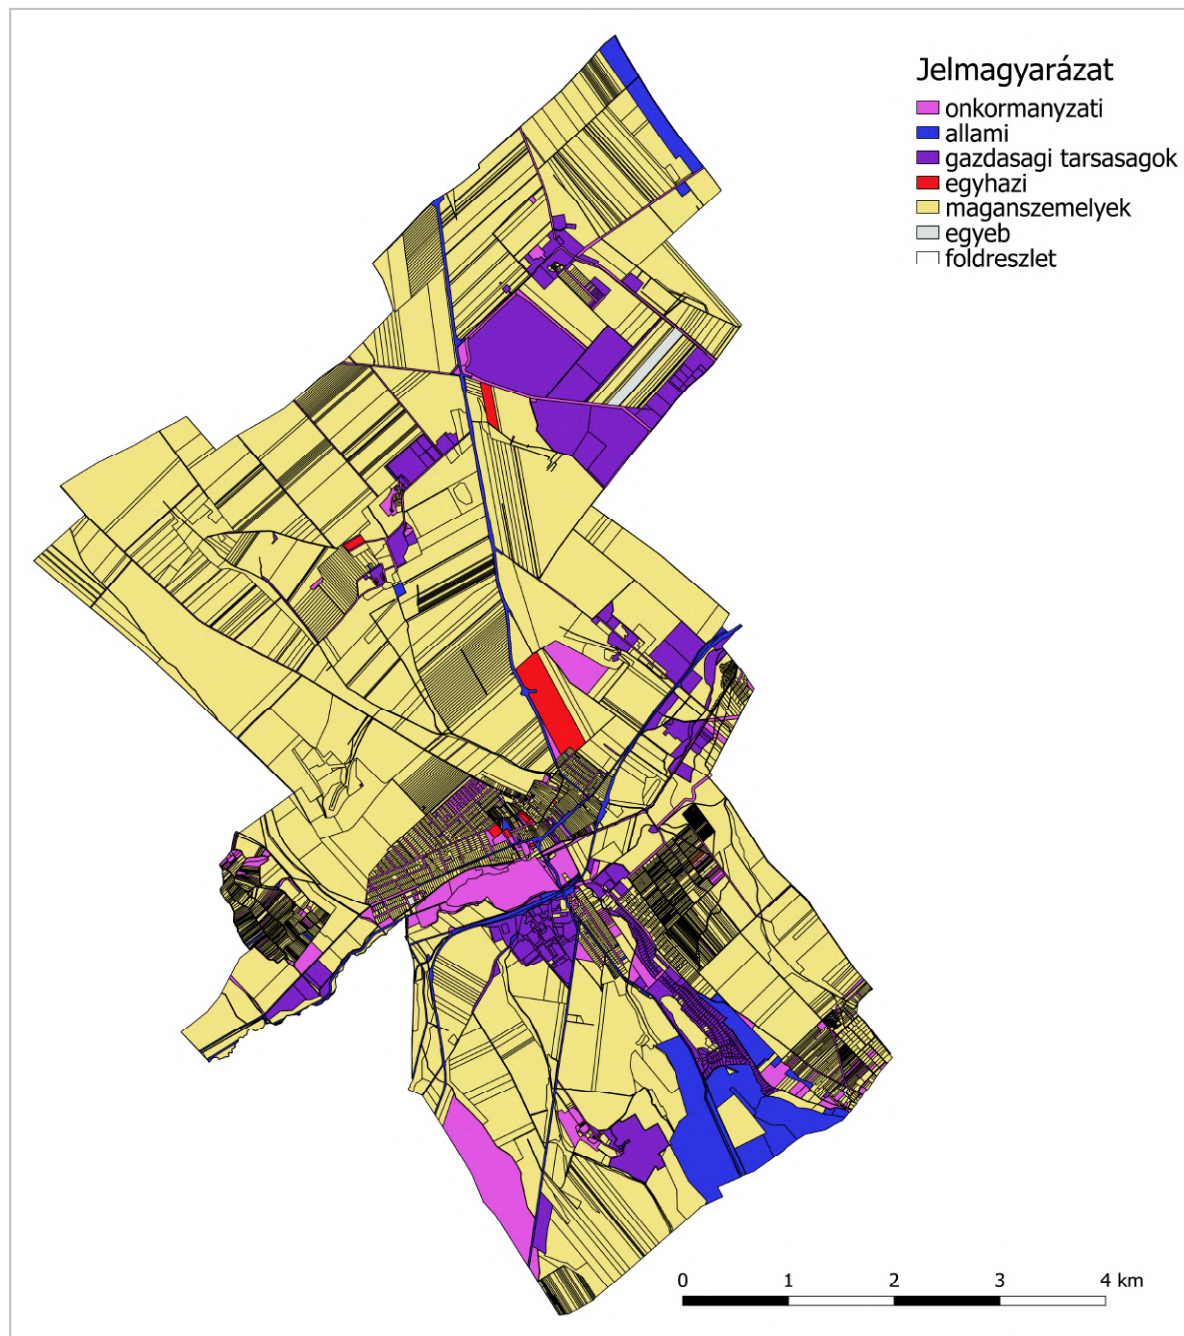 Jelmagyarázat
onkormanyzati
allami
gazdasagi tarsasagok
egyhazi
maganszemelyek
egyeb
foldreszlet
0 1 2 3 4 km